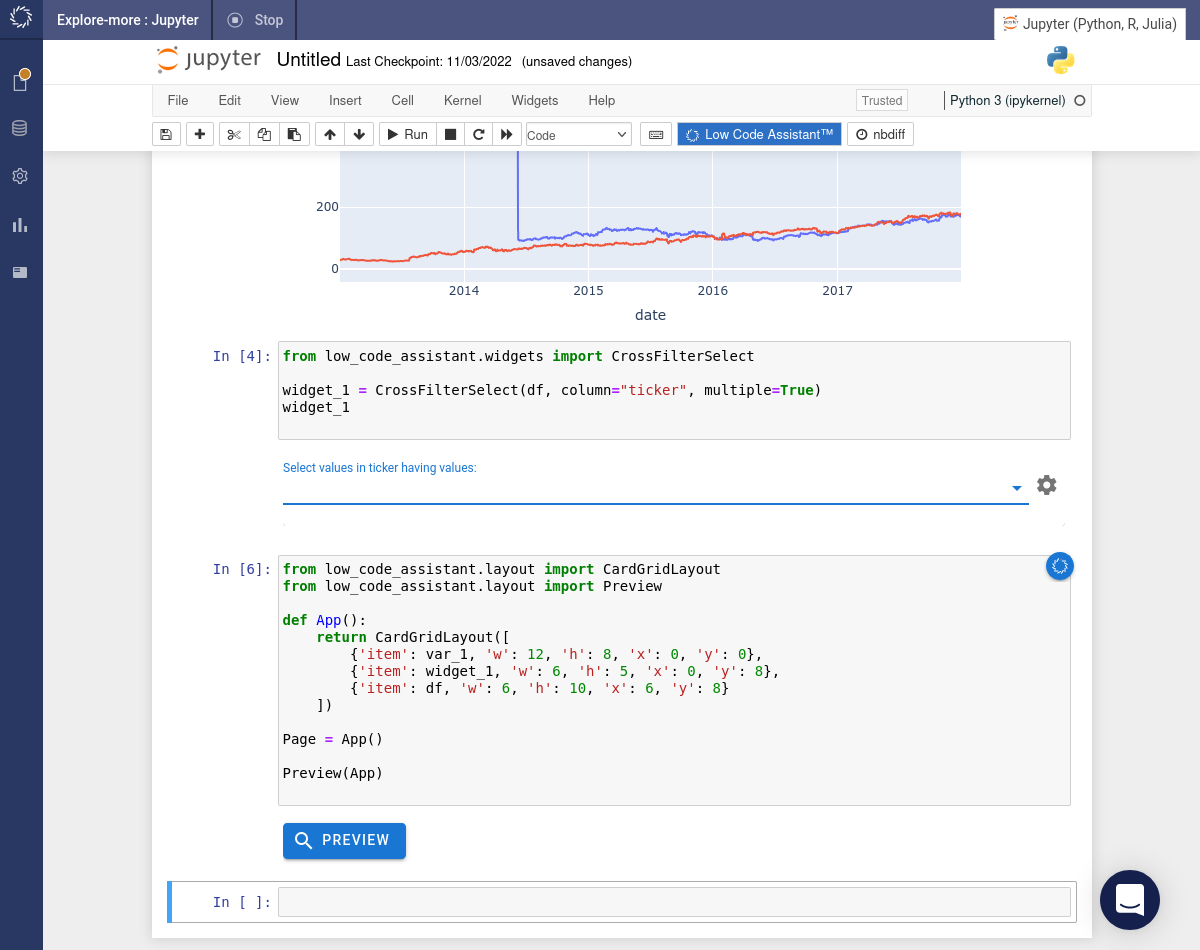 Explore-more : Jupyter
Stop
Jupyter (Python, R, Julia)
jupyter Untitled Last Checkpoint: 11/03/2022 (unsaved changes)
File Edit View Insert Cell Kernel Widgets Help Trusted Python 3 (ipykernel)
Run Code Low Code Assistant™ nbdiff
200
0
2014 2015 2016 2017
date
In [4]: from low_code_assistant.widgets import CrossFilterSelect
widget_1 = CrossFilterSelect(df, column="ticker", multiple=True)
widget_1
Select values in ticker having values:
In [6]: from low_code_assistant.layout import CardGridLayout
from low_code_assistant.layout import Preview
def App():
    return CardGridLayout([
        {'item': var_1, 'w': 12, 'h': 8, 'x': 0, 'y': 0},
        {'item': widget_1, 'w': 6, 'h': 5, 'x': 0, 'y': 8},
        {'item': df, 'w': 6, 'h': 10, 'x': 6, 'y': 8}
    ])
Page = App()
Preview(App)
PREVIEW
In [ ]: